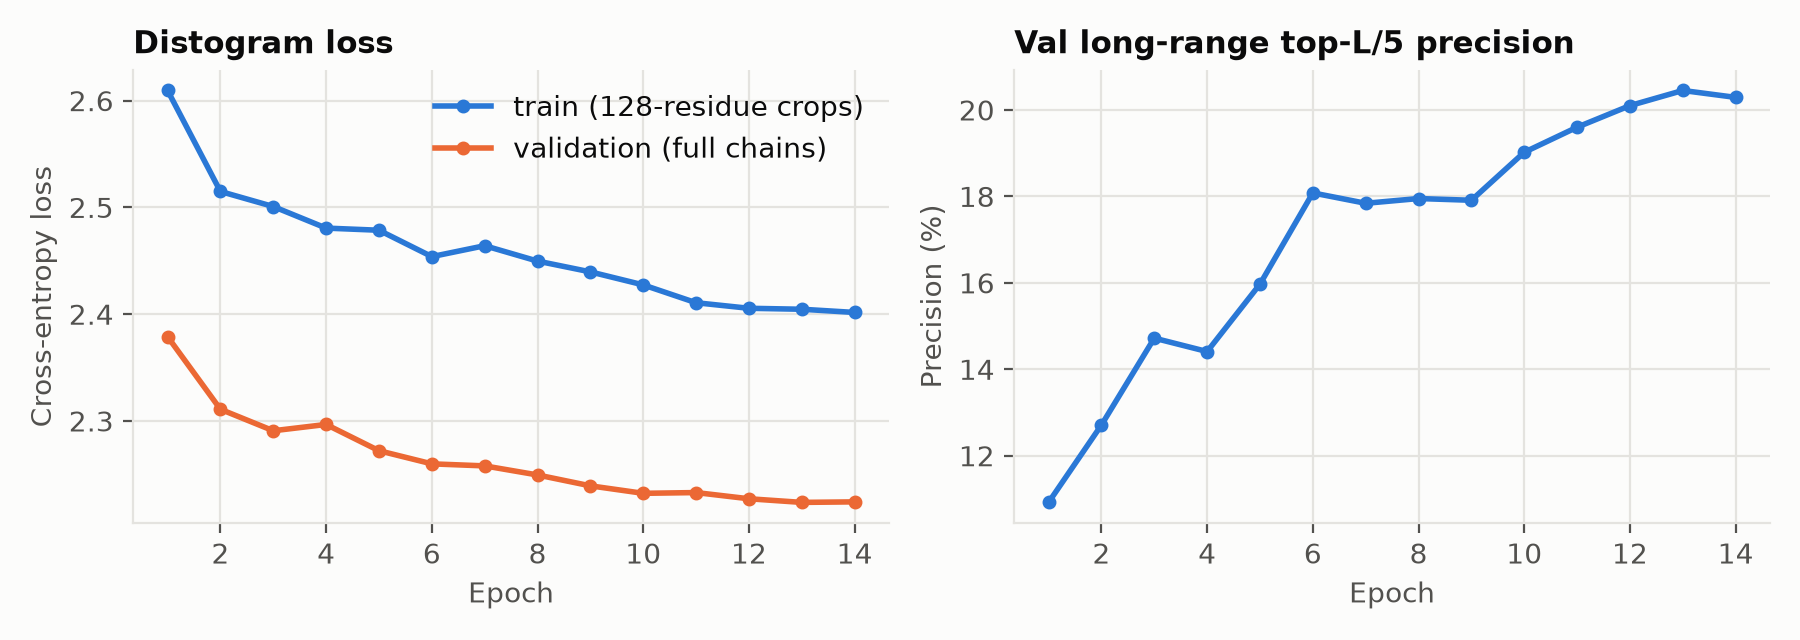 Distogram loss
Cross-entropy loss
2.6
2.5
2.4
2.3
train (128-residue crops)
validation (full chains)
2 4 6 8 10 12 14
Epoch
Val long-range top-L/5 precision
Precision (%)
20
18
16
14
12
2 4 6 8 10 12 14
Epoch